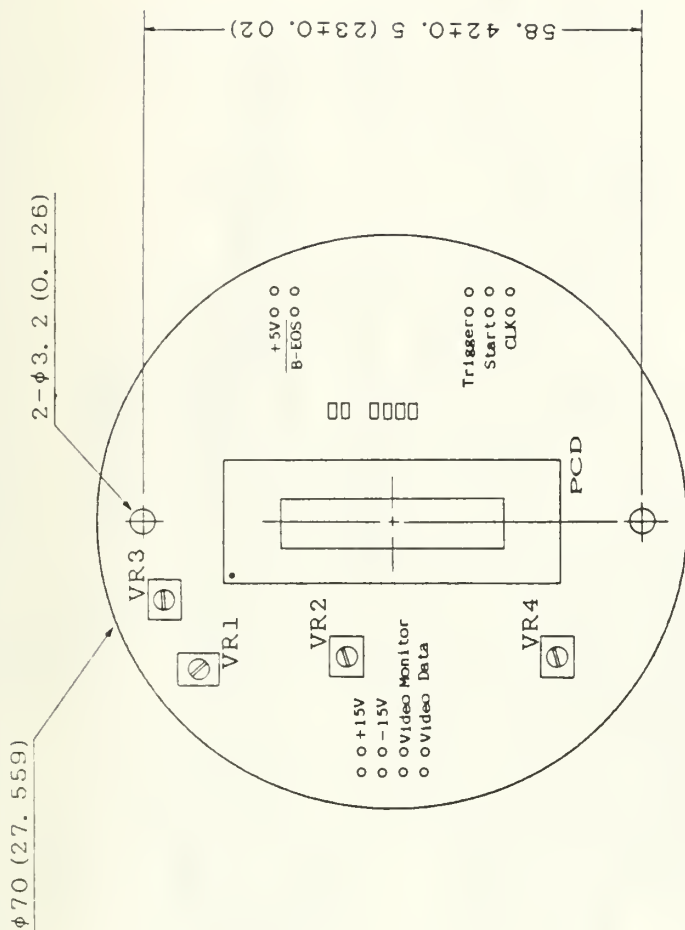 φ70 (27. 559)
2-φ3. 2 (0. 126)
58. 42±0. 5 (23±0. 02)
VR3
VR1
VR2
VR4
+5V
B-EOS
Trigger
Start
CLK
PCD
+15V
-15V
Video Monitor
Video Data